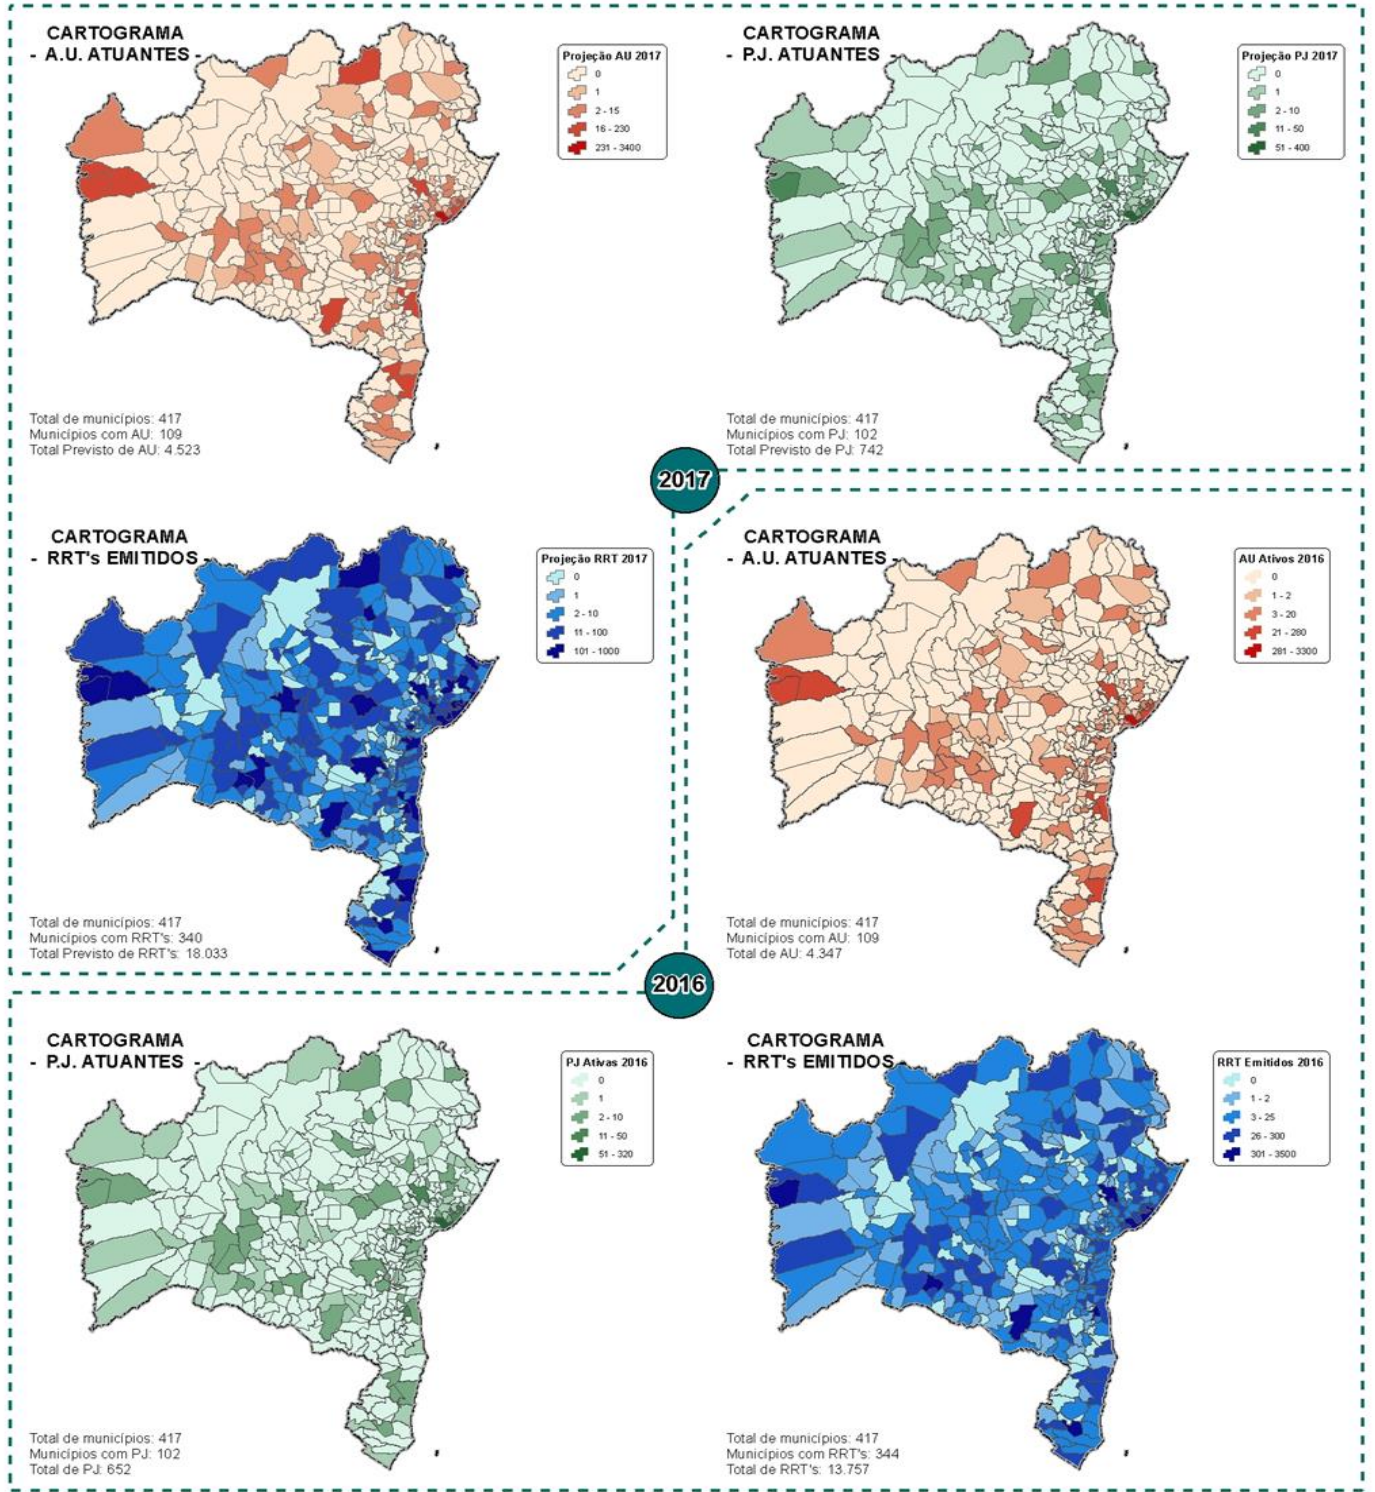 CARTOGRAMA
- A.U. ATUANTES -
Projeção AU 2017
0
1
2 - 15
16 - 230
231 - 3400
Total de municípios: 417
Municípios com AU: 109
Total Previsto de AU: 4.523
CARTOGRAMA
- P.J. ATUANTES -
Projeção PJ 2017
0
1
2 - 10
11 - 50
51 - 400
Total de municípios: 417
Municípios com PJ: 102
Total Previsto de PJ: 742
2017
CARTOGRAMA
- RRT's EMITIDOS -
Projeção RRT 2017
0
1
2 - 10
11 - 100
101 - 1000
Total de municípios: 417
Municípios com RRT's: 340
Total Previsto de RRT's: 18.033
CARTOGRAMA
- A.U. ATUANTES -
AU Ativos 2016
0
1 - 2
3 - 20
21 - 280
281 - 3300
Total de municípios: 417
Municípios com AU: 109
Total de AU: 4.347
2016
CARTOGRAMA
- P.J. ATUANTES -
PJ Ativas 2016
0
1
2 - 10
11 - 50
51 - 320
Total de municípios: 417
Municípios com PJ: 102
Total de PJ: 652
CARTOGRAMA
- RRT's EMITIDOS -
RRT Emitidos 2016
0
1 - 2
3 - 25
26 - 300
301 - 3500
Total de municípios: 417
Municípios com RRT's: 344
Total de RRT's: 13.757